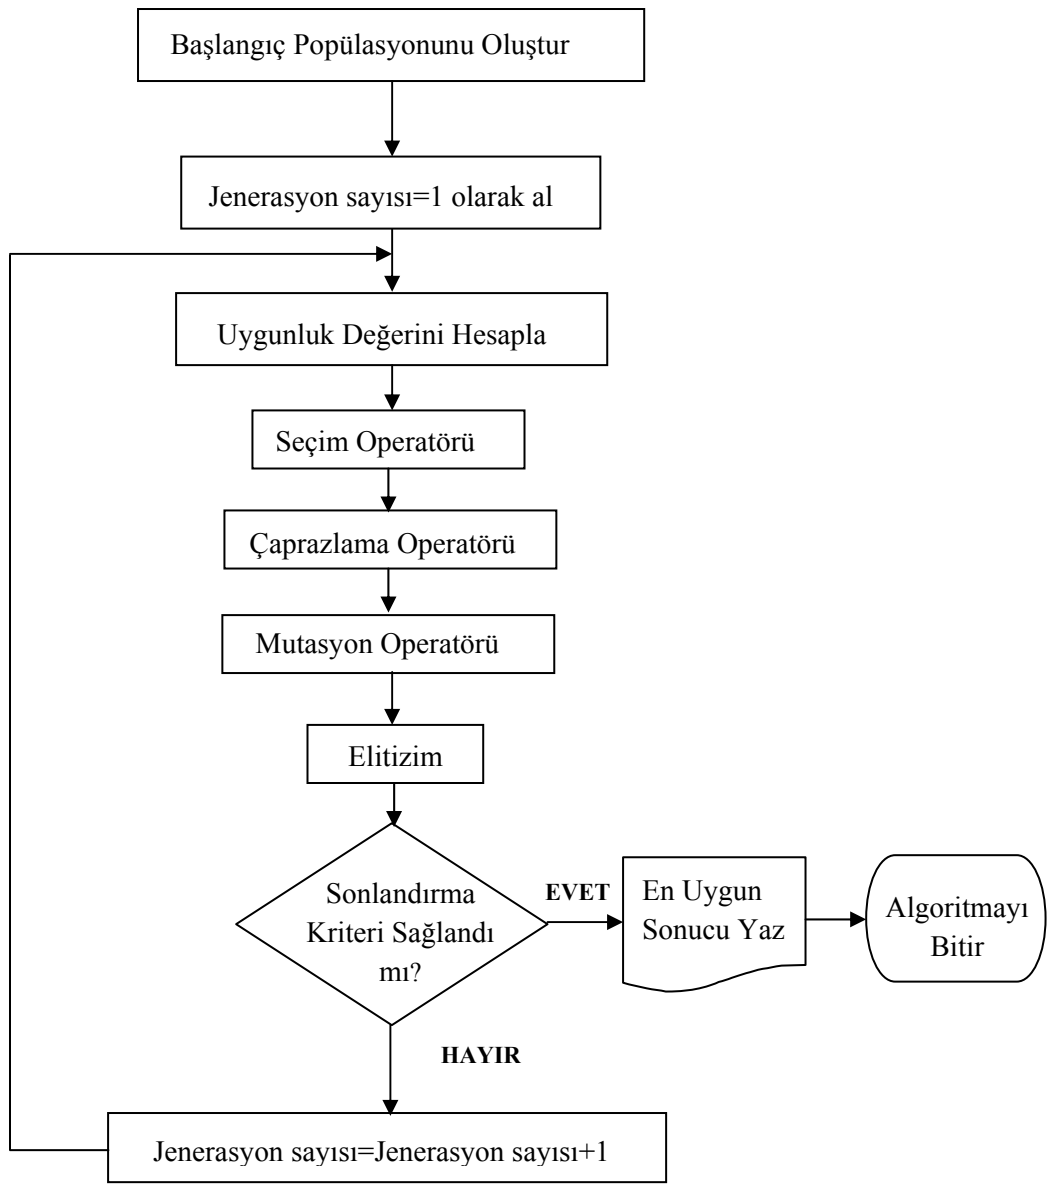 Başlangıç Popülasyonunu Oluştur
Jenerasyon sayısı=1 olarak al
Uygunluk Değerini Hesapla
Seçim Operatörü
Çaprazlama Operatörü
Mutasyon Operatörü
Elitizim
Sonlandırma
Kriteri Sağlandı
mı?
EVET
En Uygun
Sonucu Yaz
Algoritmayı
Bitir
HAYIR
Jenerasyon sayısı=Jenerasyon sayısı+1